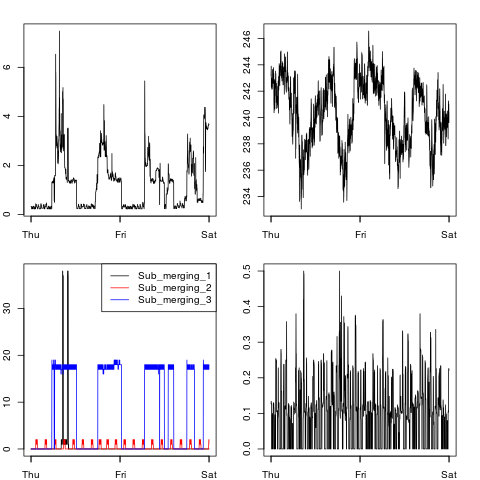 0 2 4 6
Thu Fri Sat
234 236 238 240 242 244 246
Thu Fri Sat
0 10 20 30
Sub_merging_1
Sub_merging_2
Sub_merging_3
Thu Fri Sat
0.0 0.1 0.2 0.3 0.4 0.5
Thu Fri Sat